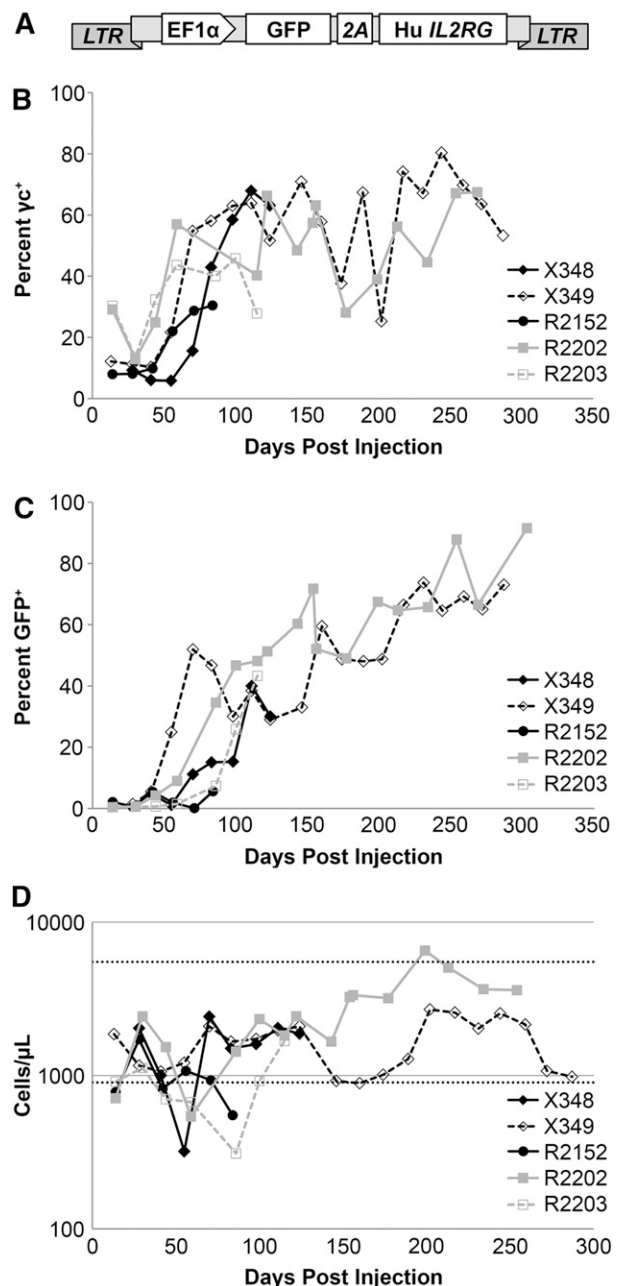 A
LTR EF1α GFP 2A Hu IL2RG LTR
B
Percent γc⁺
100
80
60
40
20
0
0 50 100 150 200 250 300 350
Days Post Injection
X348
X349
R2152
R2202
R2203
C
Percent GFP⁺
100
80
60
40
20
0
0 50 100 150 200 250 300 350
Days Post Injection
X348
X349
R2152
R2202
R2203
D
Cells/μL
10000
1000
100
0 50 100 150 200 250 300
Days Post Injection
X348
X349
R2152
R2202
R2203